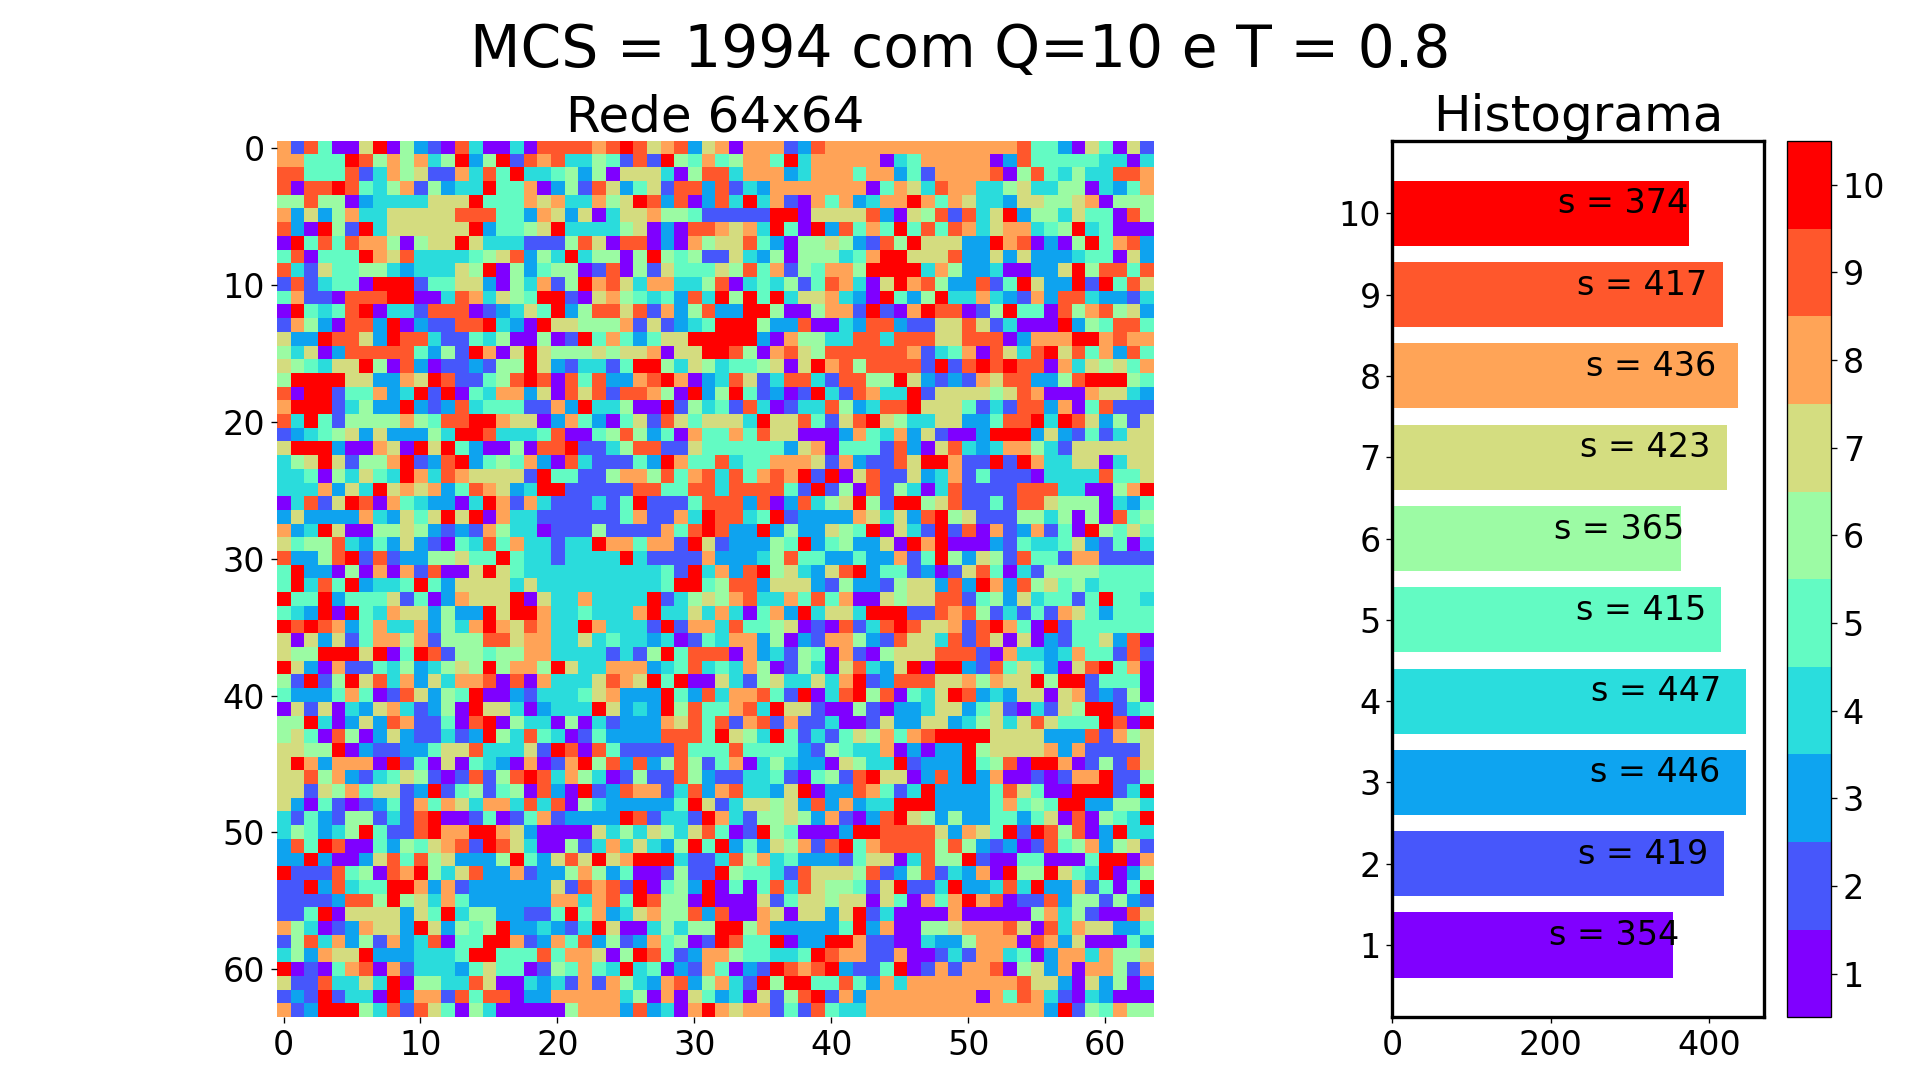 MCS = 1994 com Q=10 e T = 0.8
Rede 64x64
0
10
20
30
40
50
60
0 10 20 30 40 50 60
Histograma
10 s = 374
9 s = 417
8 s = 436
7 s = 423
6 s = 365
5 s = 415
4 s = 447
3 s = 446
2 s = 419
1 s = 354
0 200 400
10
9
8
7
6
5
4
3
2
1